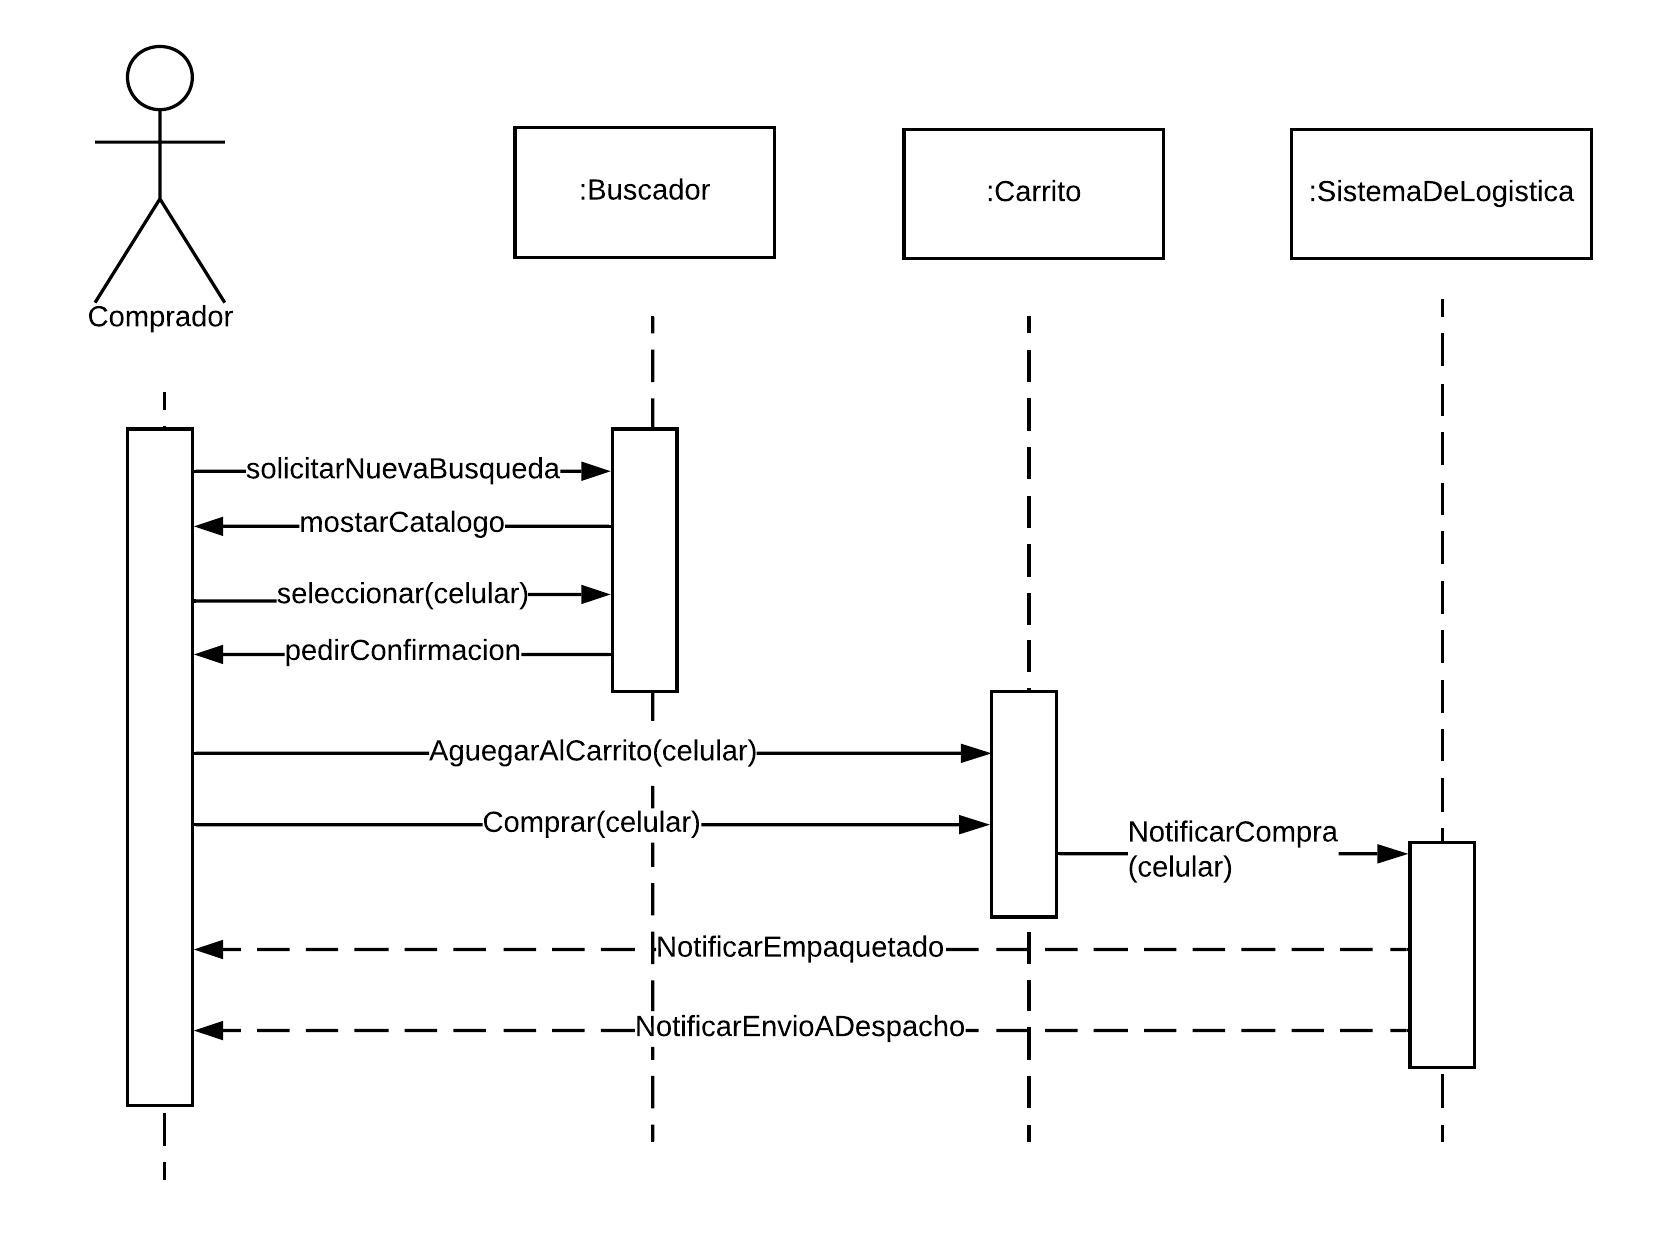 :Buscador
:Carrito
:SistemaDeLogistica
Comprador
solicitarNuevaBusqueda
mostarCatalogo
seleccionar(celular)
pedirConfirmacion
AguegarAlCarrito(celular)
Comprar(celular)
NotificarCompra
(celular)
NotificarEmpaquetado
NotificarEnvioADespacho